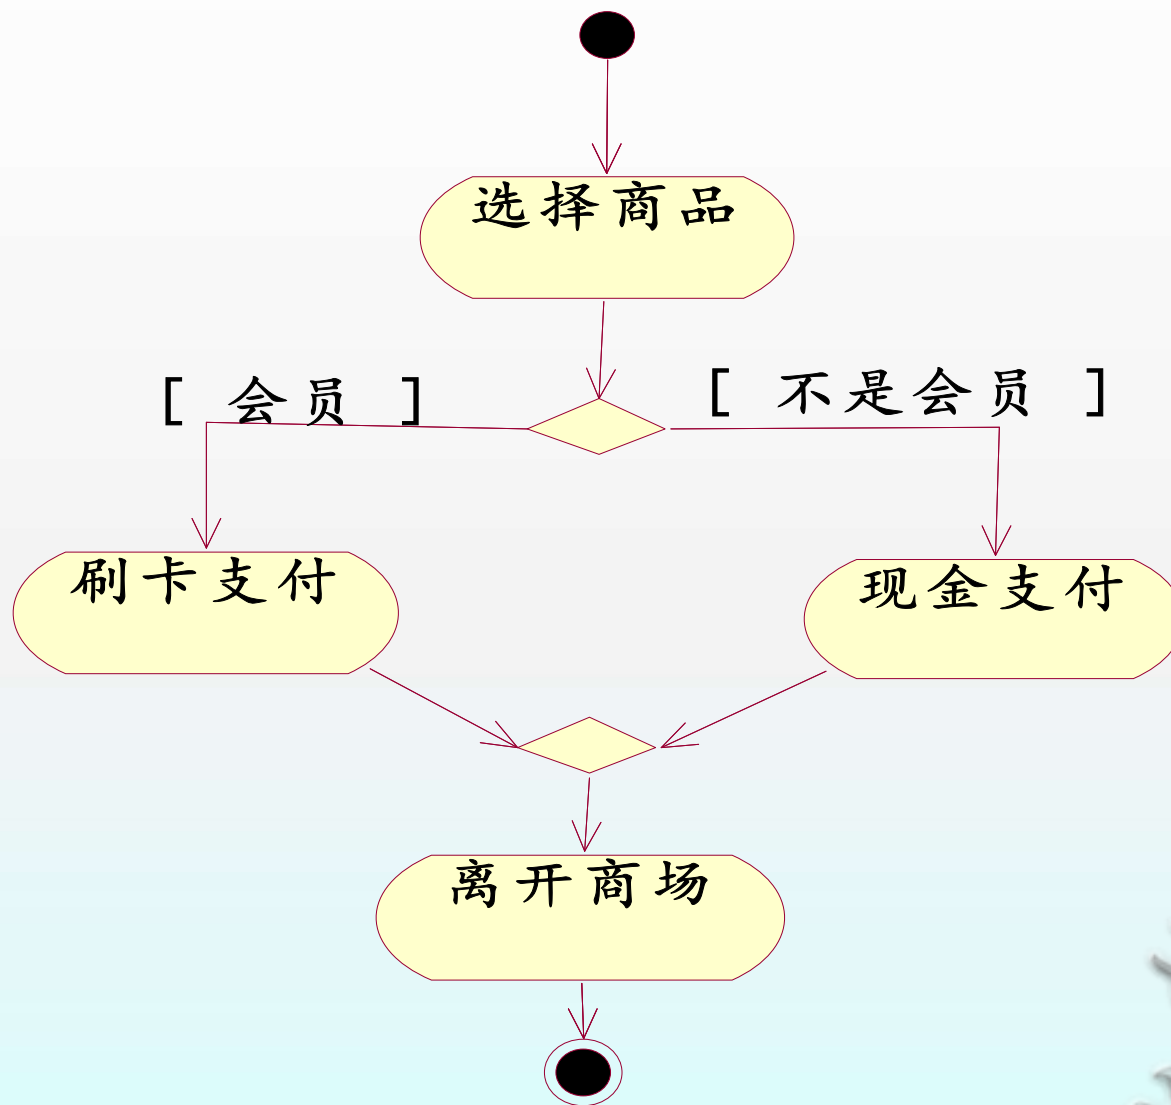 选择商品
[ 会员 ]
[ 不是会员 ]
刷卡支付
现金支付
离开商场